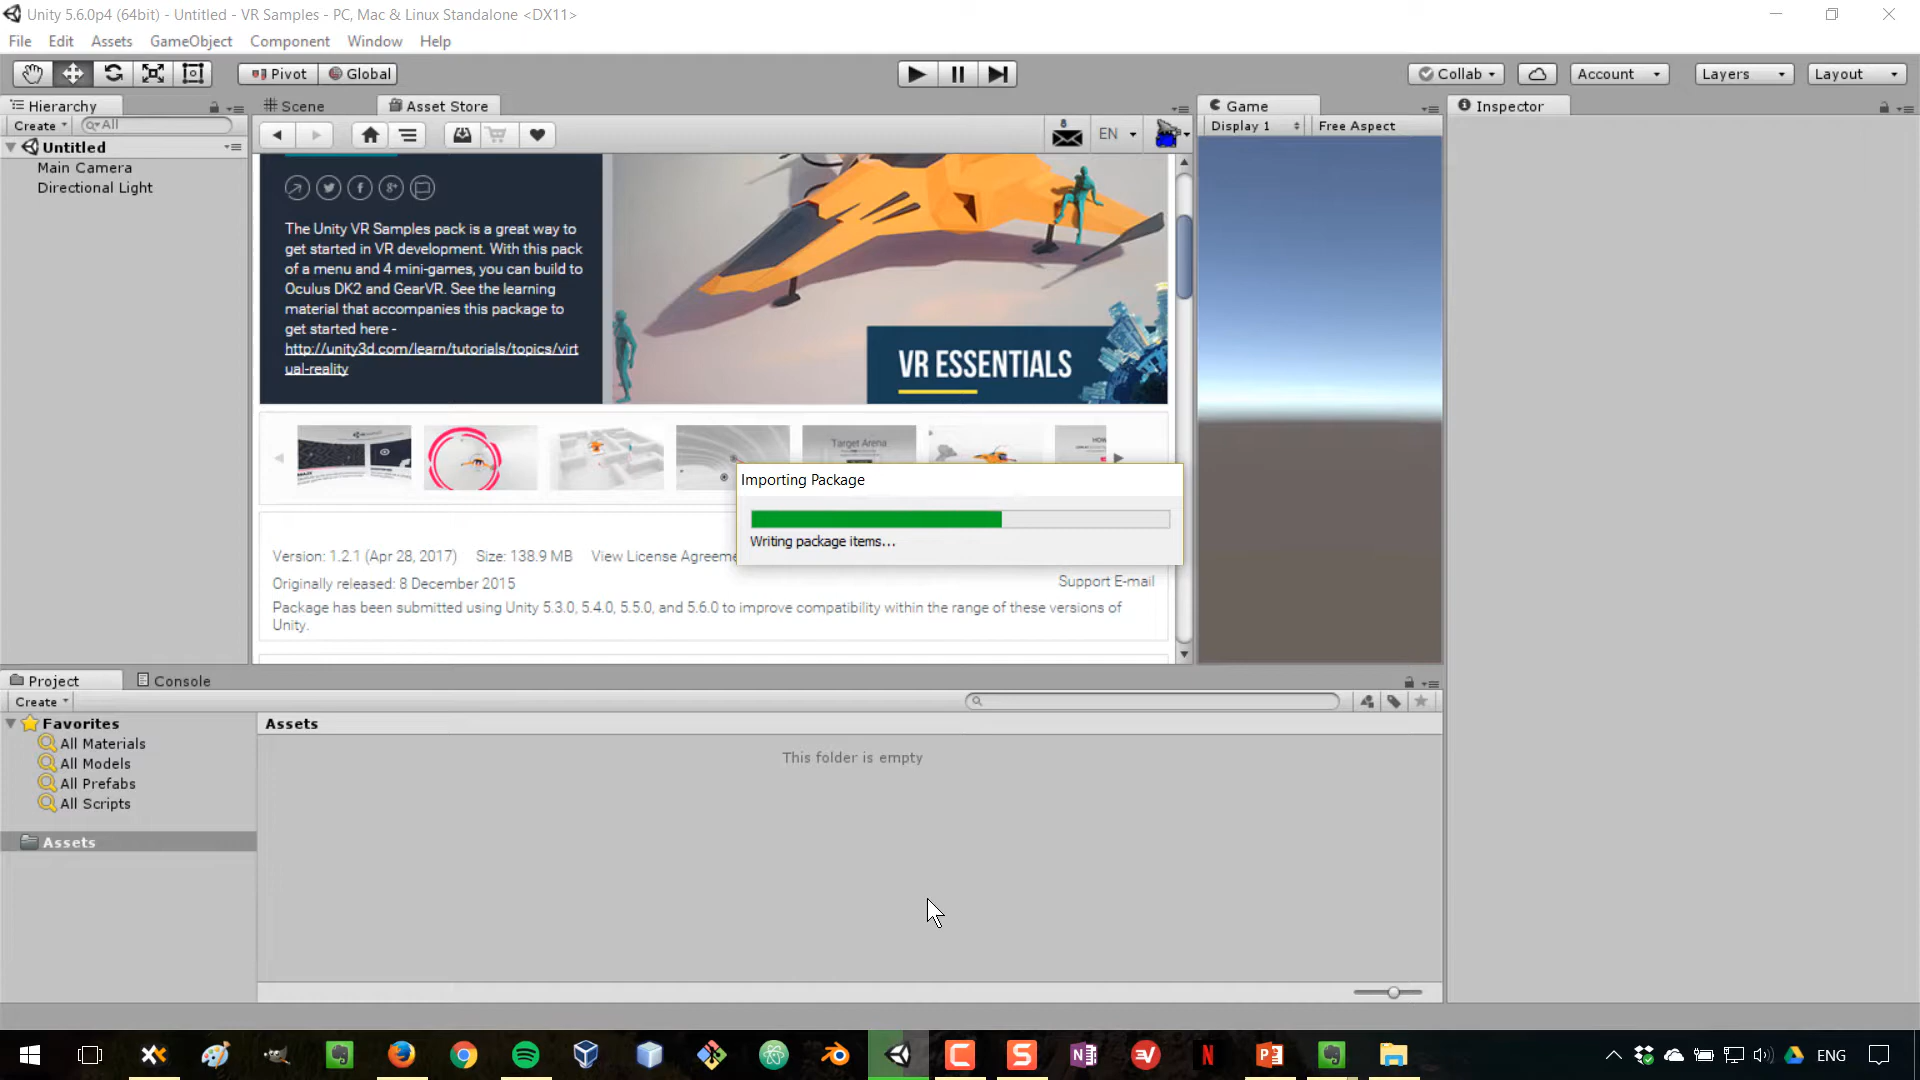 Unity 5.6.0p4 (64bit) - Untitled - VR Samples - PC, Mac & Linux Standalone <DX11>
File Edit Assets GameObject Component Window Help
Pivot Global
Collab Account Layers Layout
Hierarchy
Scene
Asset Store
Game
Inspector
Create
All
EN
8
Display 1
Free Aspect
Untitled
Main Camera
Directional Light
The Unity VR Samples pack is a great way to
get started in VR development. With this pack
of a menu and 4 mini-games, you can build to
Oculus DK2 and GearVR. See the learning
material that accompanies this package to
get started here -
http://unity3d.com/learn/tutorials/topics/virt
ual-reality
VR ESSENTIALS
Target Arena
HOW
Importing Package
Writing package items...
Version: 1.2.1 (Apr 28, 2017) Size: 138.9 MB View License Agreeme
Originally released: 8 December 2015
Support E-mail
Package has been submitted using Unity 5.3.0, 5.4.0, 5.5.0, and 5.6.0 to improve compatibility within the range of these versions of
Unity.
Project
Console
Create
Favorites
All Materials
All Models
All Prefabs
All Scripts
Assets
Assets
This folder is empty
ENG